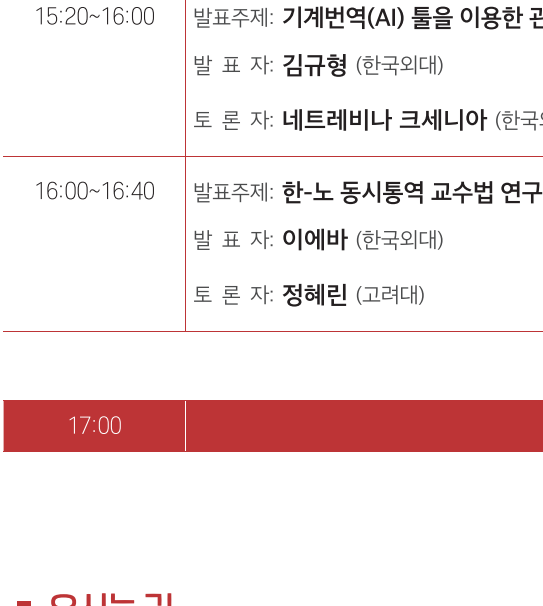 15:20~16:00 발표주제: 기계번역(AI) 툴을 이용한
발 표 자: 김규형 (한국외대)
토 론 자: 네트레비나 크세니아 (한국
16:00~16:40 발표주제: 한-노 동시통역 교수법 연구
발 표 자: 이에바 (한국외대)
토 론 자: 정혜린 (고려대)
17:00